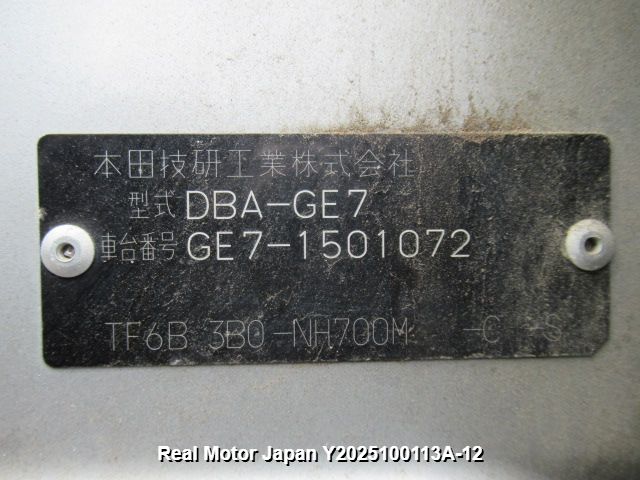 本田技研工業株式会社
型式 DBA-GE7
車台番号 GE7-1501072
TF6B 3B0-NH700M -C -S
Real Motor Japan Y2025100113A-12